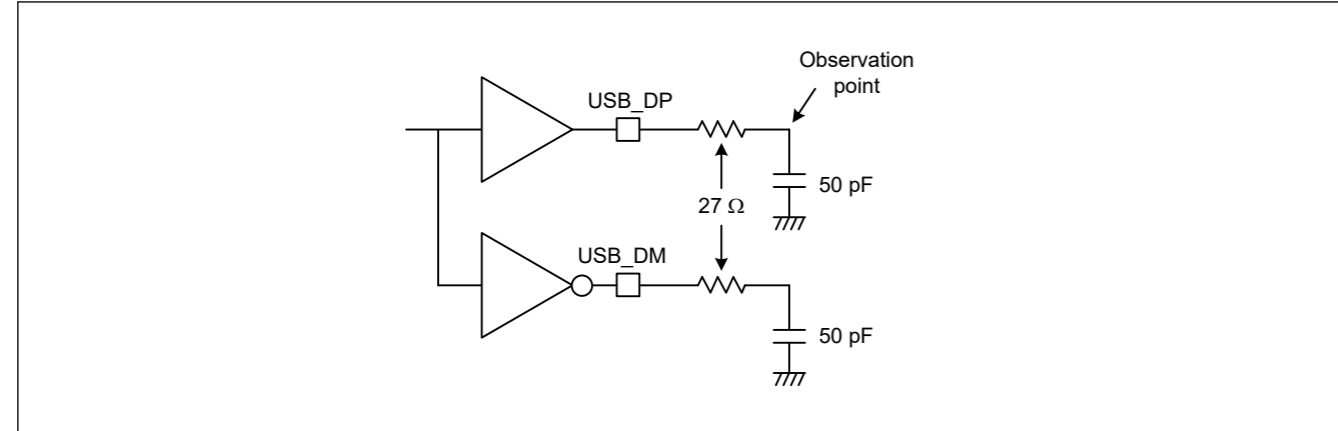 Observation
point
USB_DP
50 pF
27 Ω
USB_DM
50 pF